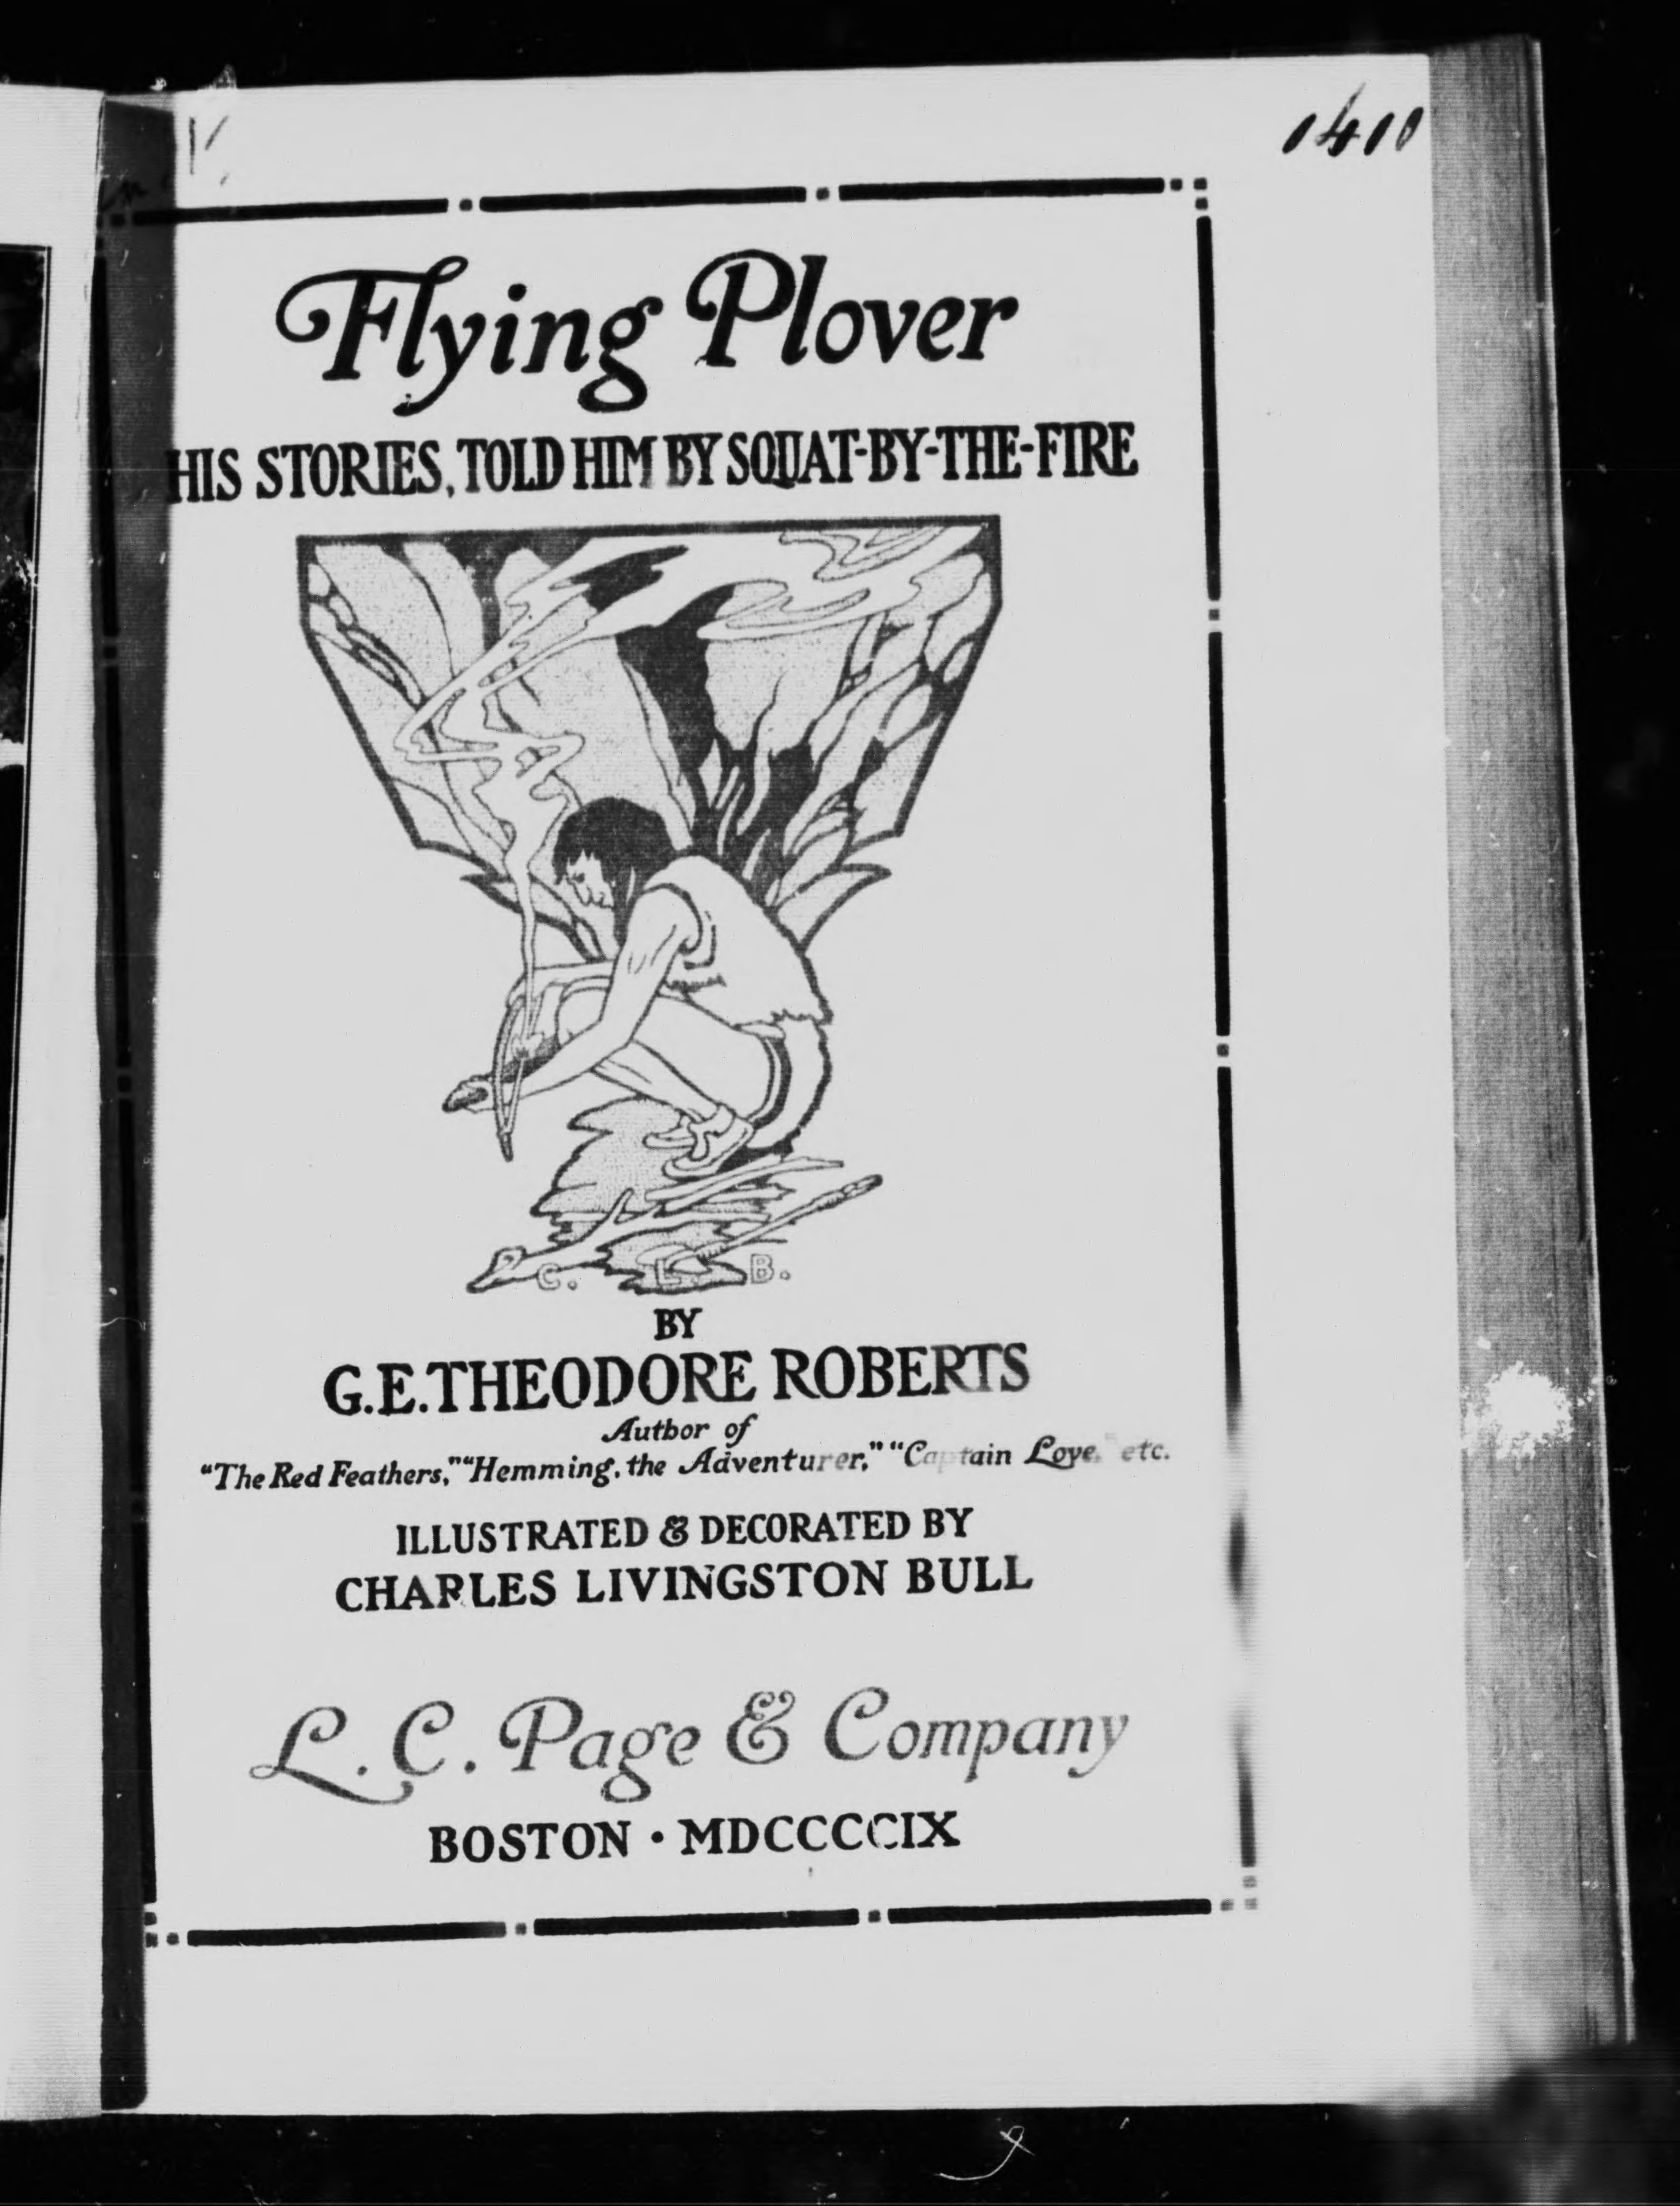 1410
Flying Plover
HIS STORIES, TOLD HIM BY SQUAT-BY-THE-FIRE
C. L. B.
BY
G.E. THEODORE ROBERTS
Author of
"The Red Feathers," "Hemming, the Adventurer," "Captain Love," etc.
ILLUSTRATED & DECORATED BY
CHARLES LIVINGSTON BULL
L. C. Page & Company
BOSTON · MDCCCCIX